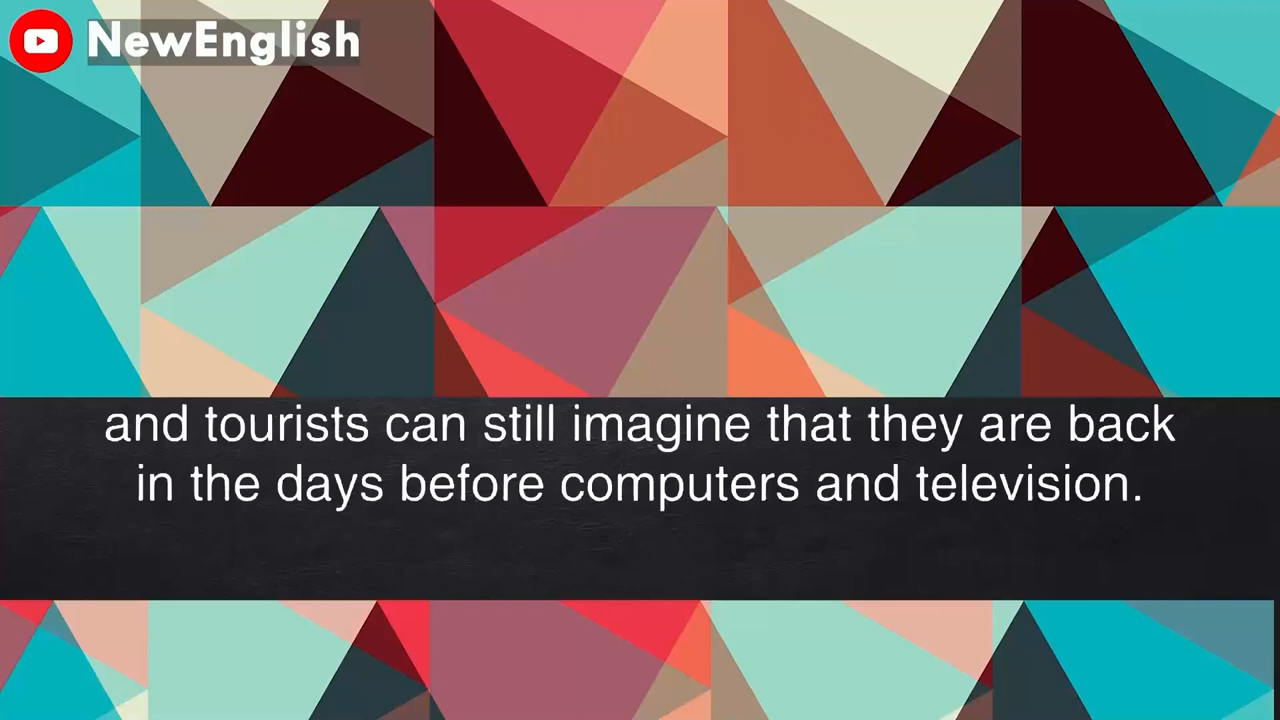 NewEnglish
and tourists can still imagine that they are back
in the days before computers and television.